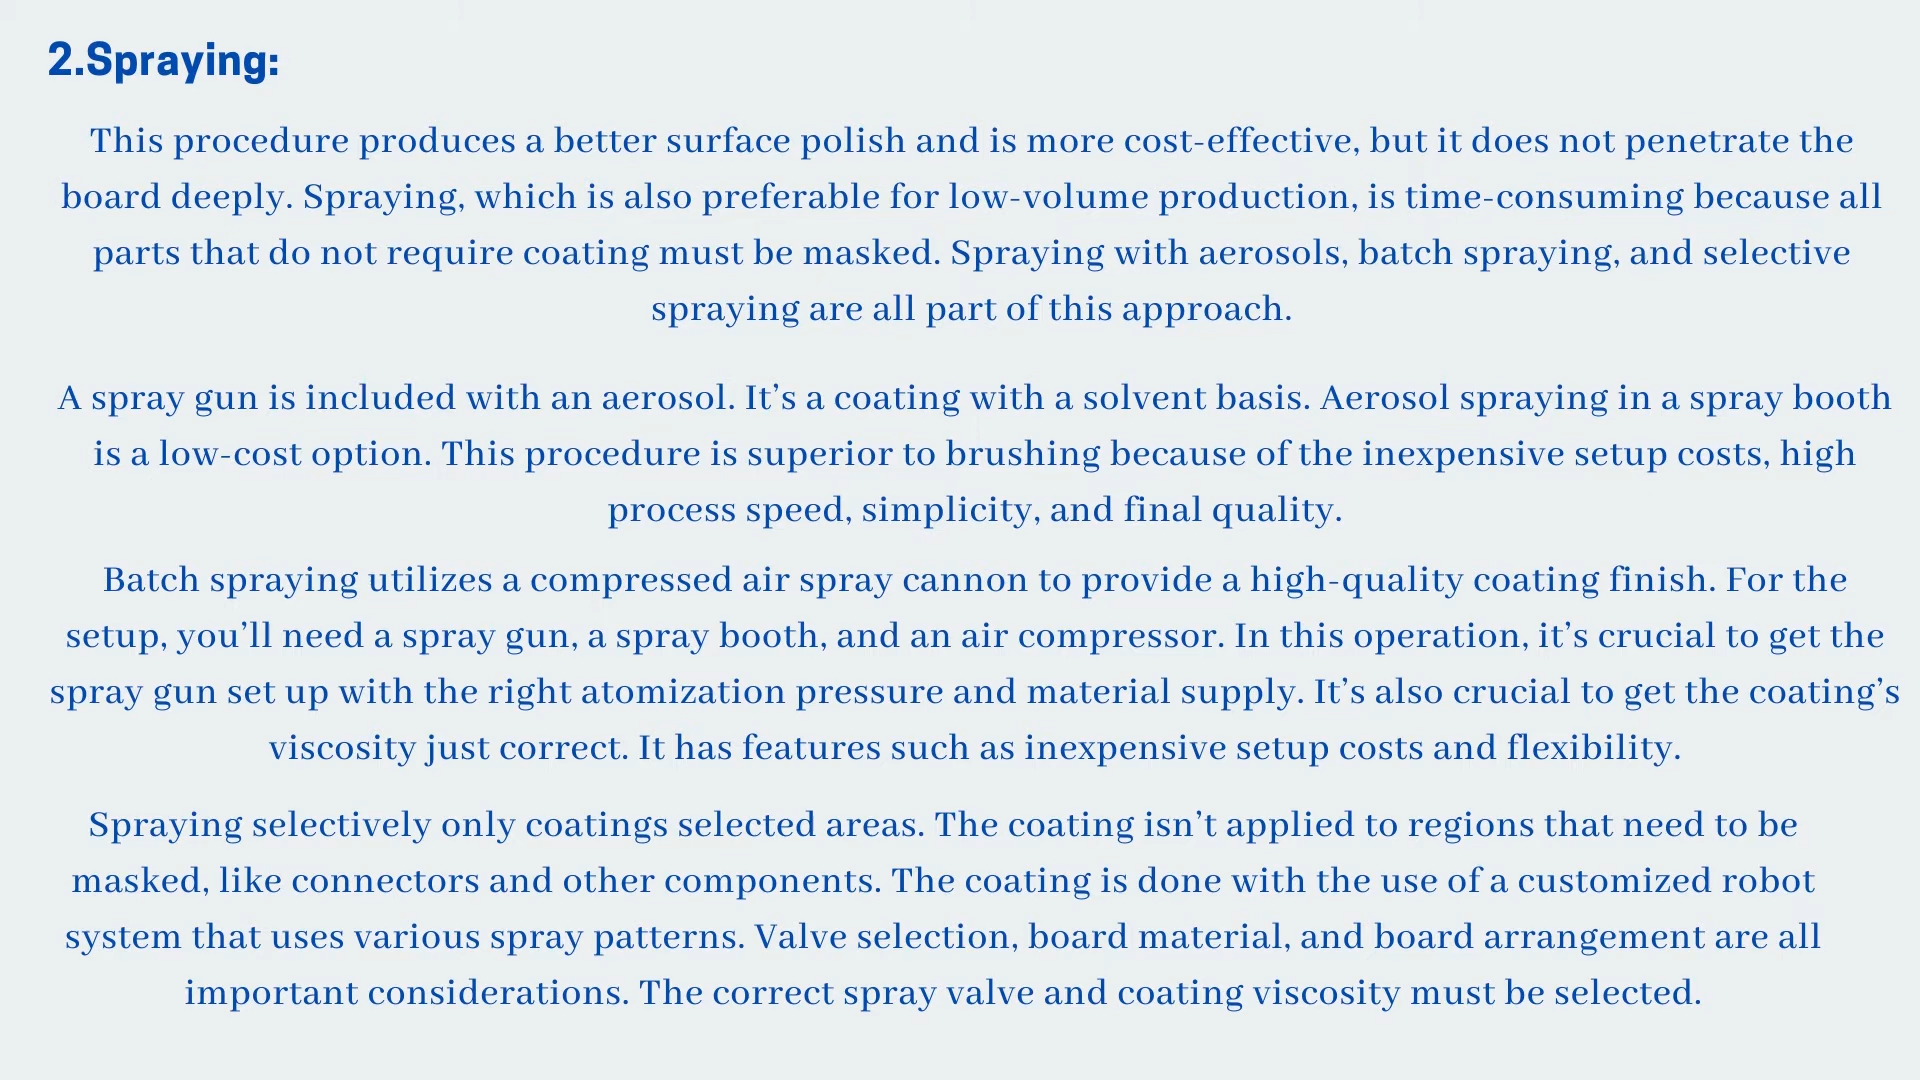 2.Spraying:
This procedure produces a better surface polish and is more cost-effective, but it does not penetrate the
board deeply. Spraying, which is also preferable for low-volume production, is time-consuming because all
parts that do not require coating must be masked. Spraying with aerosols, batch spraying, and selective
spraying are all part of this approach.
A spray gun is included with an aerosol. It’s a coating with a solvent basis. Aerosol spraying in a spray booth
is a low-cost option. This procedure is superior to brushing because of the inexpensive setup costs, high
process speed, simplicity, and final quality.
Batch spraying utilizes a compressed air spray cannon to provide a high-quality coating finish. For the
setup, you’ll need a spray gun, a spray booth, and an air compressor. In this operation, it’s crucial to get the
spray gun set up with the right atomization pressure and material supply. It’s also crucial to get the coating’s
viscosity just correct. It has features such as inexpensive setup costs and flexibility.
Spraying selectively only coatings selected areas. The coating isn’t applied to regions that need to be
masked, like connectors and other components. The coating is done with the use of a customized robot
system that uses various spray patterns. Valve selection, board material, and board arrangement are all
important considerations. The correct spray valve and coating viscosity must be selected.